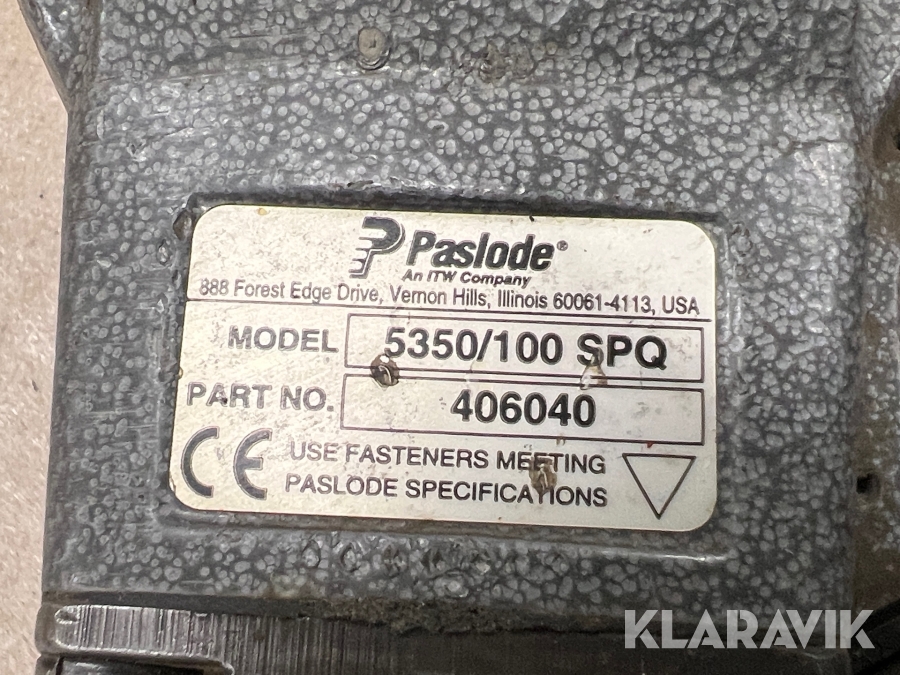 Paslode®
An ITW Company
888 Forest Edge Drive, Vernon Hills, Illinois 60061-4113, USA
MODEL 5350/100 SPQ
PART NO. 406040
CE USE FASTENERS MEETING
PASLODE SPECIFICATIONS
KLARAVIK